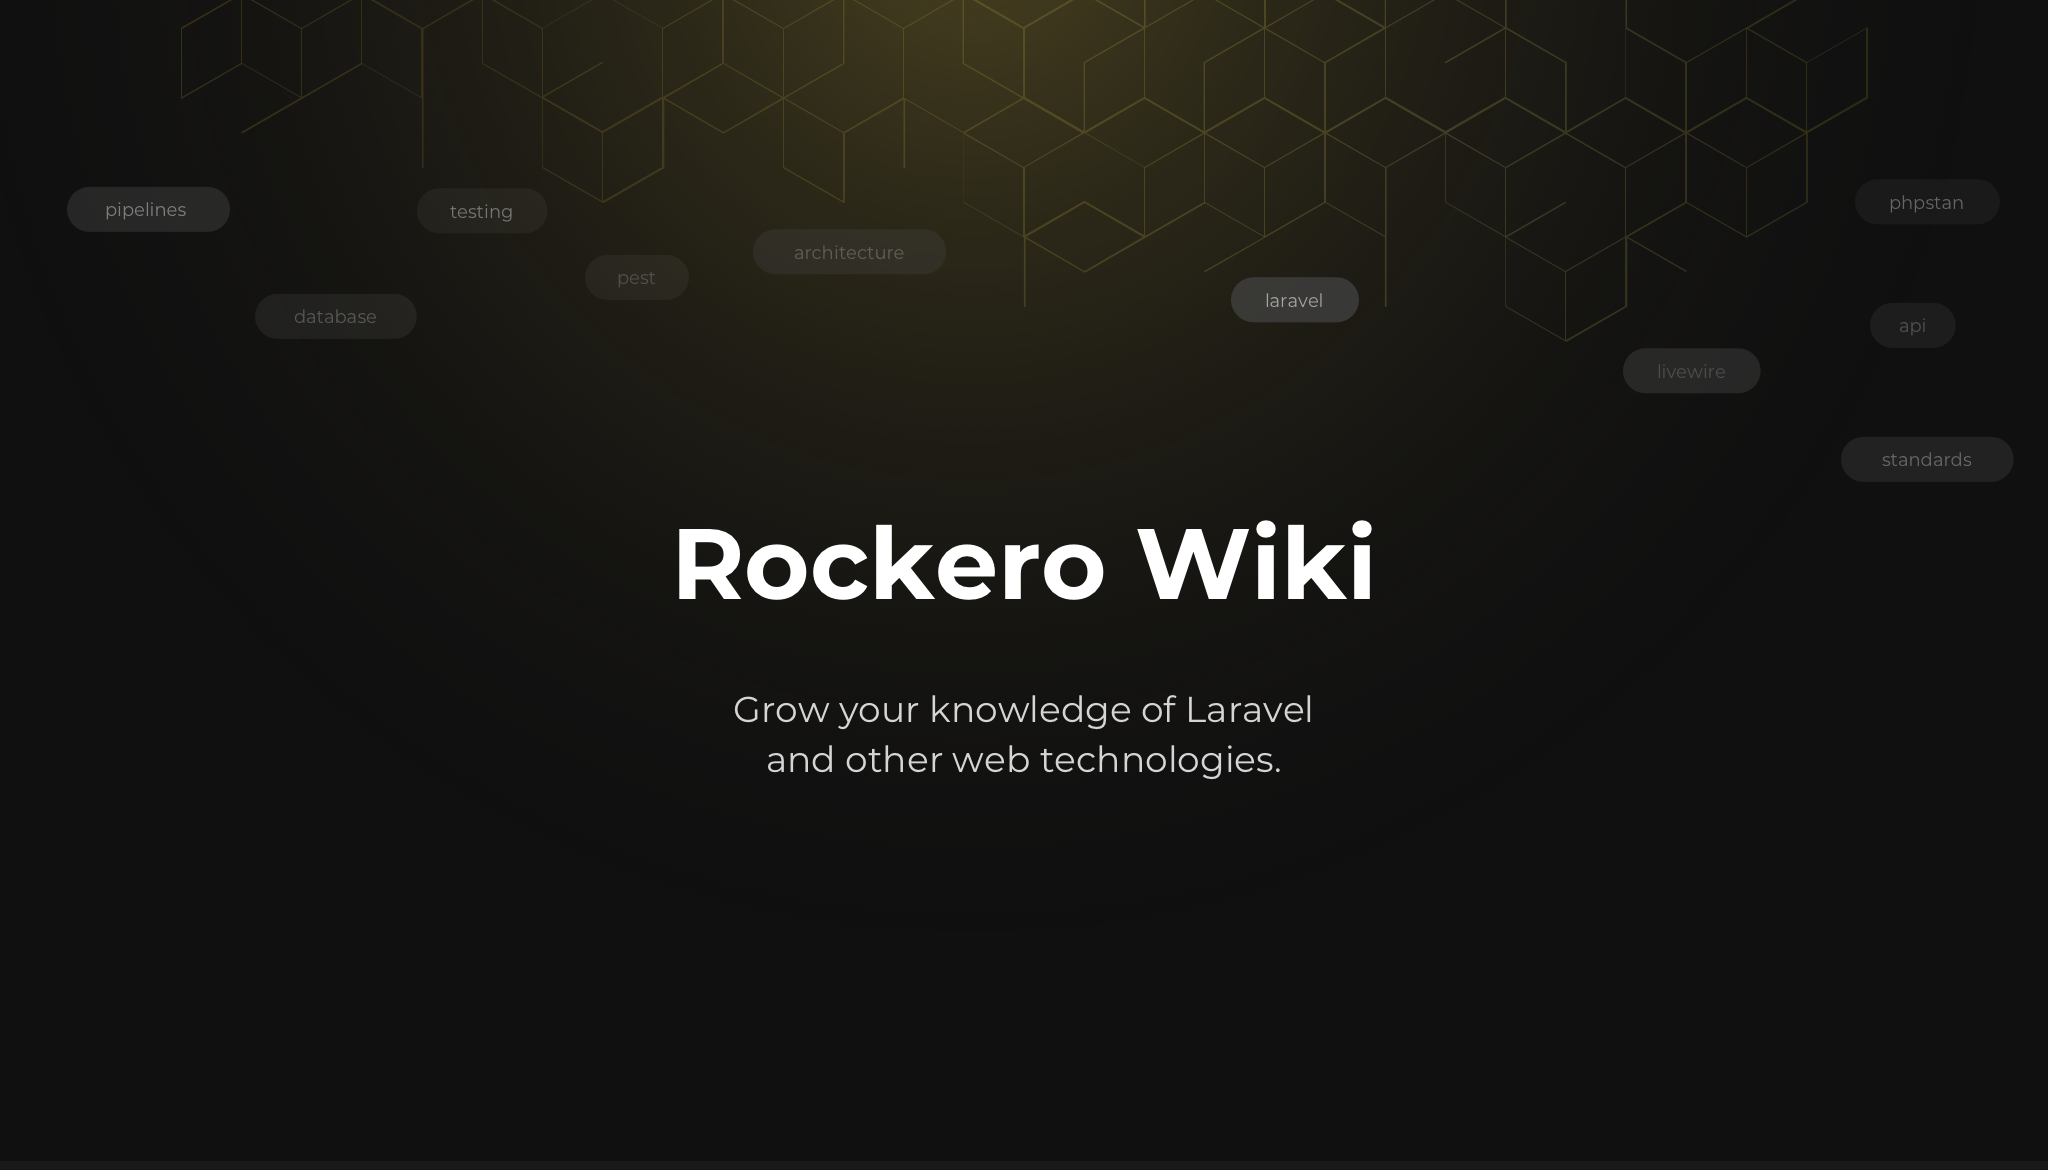 pipelines
testing
phpstan
architecture
pest
laravel
database
api
livewire
standards
Rockero Wiki
Grow your knowledge of Laravel
and other web technologies.